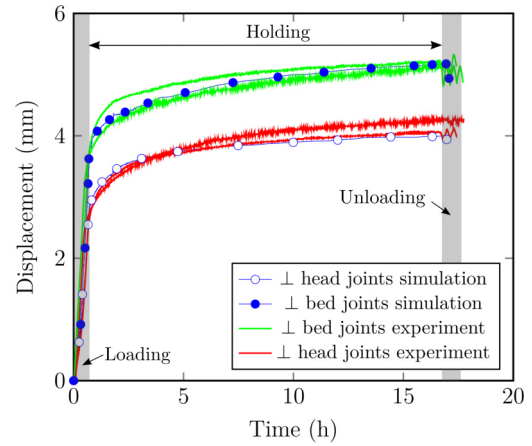 Displacement (mm)
6
4
2
0
Holding
Unloading
Loading
⊥ head joints simulation
⊥ bed joints simulation
⊥ bed joints experiment
⊥ head joints experiment
0 5 10 15 20
Time (h)